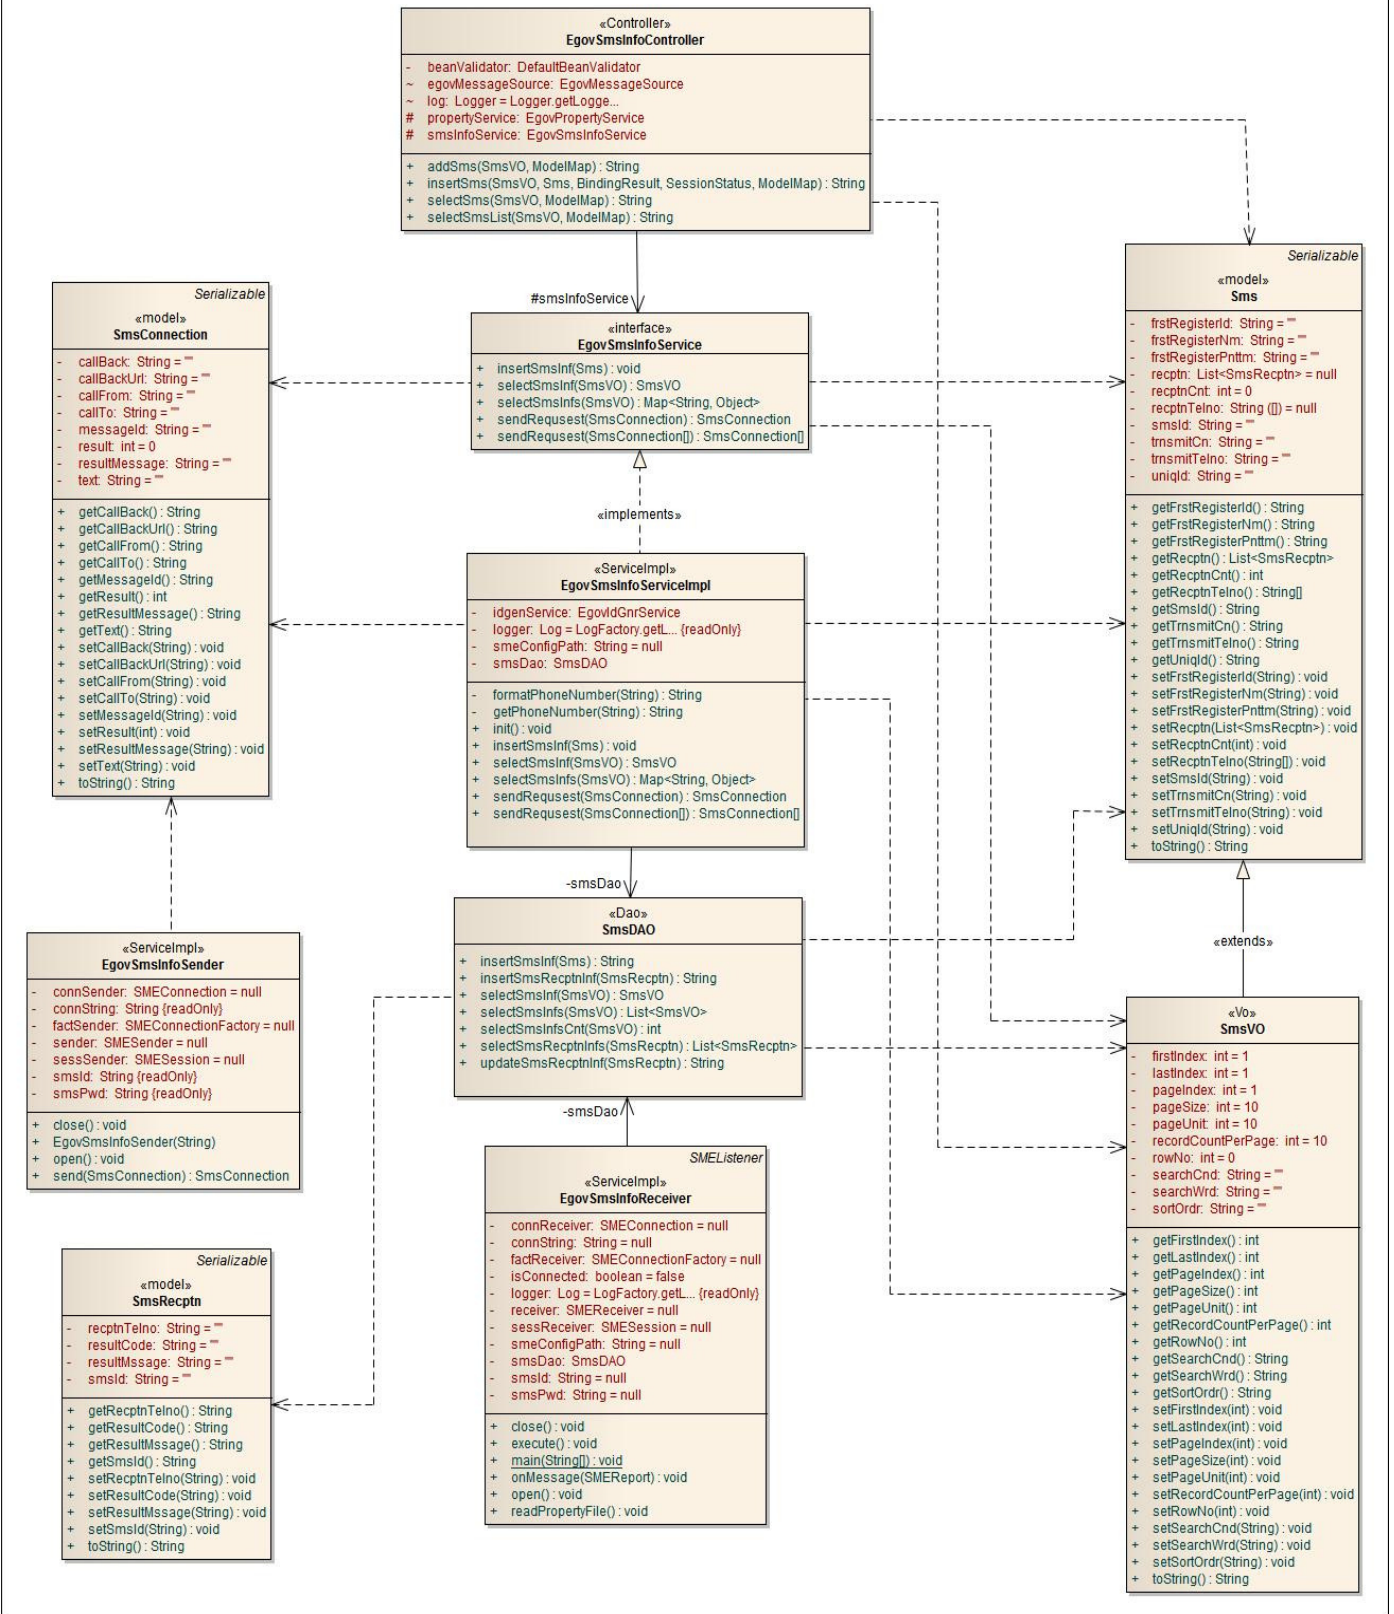 «Controller»
EgovSmsInfoController
- beanValidator: DefaultBeanValidator
~ egovMessageSource: EgovMessageSource
~ log: Logger = Logger.getLogge...
# propertyService: EgovPropertyService
# smsInfoService: EgovSmsInfoService
+ addSms(SmsVO, ModelMap) : String
+ insertSms(SmsVO, Sms, BindingResult, SessionStatus, ModelMap) : String
+ selectSms(SmsVO, ModelMap) : String
+ selectSmsList(SmsVO, ModelMap) : String
#smsInfoService
Serializable
«model»
SmsConnection
- callBack: String = ""
- callBackUrl: String = ""
- callFrom: String = ""
- callTo: String = ""
- messageId: String = ""
- result: int = 0
- resultMessage: String = ""
- text: String = ""
+ getCallBack() : String
+ getCallBackUrl() : String
+ getCallFrom() : String
+ getCallTo() : String
+ getMessageId() : String
+ getResult() : int
+ getResultMessage() : String
+ getText() : String
+ setCallBack(String) : void
+ setCallBackUrl(String) : void
+ setCallFrom(String) : void
+ setCallTo(String) : void
+ setMessageId(String) : void
+ setResult(int) : void
+ setResultMessage(String) : void
+ setText(String) : void
+ toString() : String
«interface»
EgovSmsInfoService
+ insertSmsInf(Sms) : void
+ selectSmsInf(SmsVO) : SmsVO
+ selectSmsInfs(SmsVO) : Map<String, Object>
+ sendRequsest(SmsConnection) : SmsConnection
+ sendRequsest(SmsConnection[]) : SmsConnection[]
«implements»
Serializable
«model»
Sms
- frstRegisterId: String = ""
- frstRegisterNm: String = ""
- frstRegisterPnttm: String = ""
- recptn: List<SmsRecptn> = null
- recptnCnt: int = 0
- recptnTelno: String ([]) = null
- smsId: String = ""
- trnsmitCn: String = ""
- trnsmitTelno: String = ""
- uniqId: String = ""
+ getFrstRegisterId() : String
+ getFrstRegisterNm() : String
+ getFrstRegisterPnttm() : String
+ getRecptn() : List<SmsRecptn>
+ getRecptnCnt() : int
+ getRecptnTelno() : String[]
+ getSmsId() : String
+ getTrnsmitCn() : String
+ getTrnsmitTelno() : String
+ getUniqId() : String
+ setFrstRegisterId(String) : void
+ setFrstRegisterNm(String) : void
+ setFrstRegisterPnttm(String) : void
+ setRecptn(List<SmsRecptn>) : void
+ setRecptnCnt(int) : void
+ setRecptnTelno(String[]) : void
+ setSmsId(String) : void
+ setTrnsmitCn(String) : void
+ setTrnsmitTelno(String) : void
+ setUniqId(String) : void
+ toString() : String
«ServiceImpl»
EgovSmsInfoServiceImpl
- idgenService: EgovIdGnrService
- logger: Log = LogFactory.getL... {readOnly}
- smeConfigPath: String = null
- smsDao: SmsDAO
- formatPhoneNumber(String) : String
- getPhoneNumber(String) : String
+ init() : void
+ insertSmsInf(Sms) : void
+ selectSmsInf(SmsVO) : SmsVO
+ selectSmsInfs(SmsVO) : Map<String, Object>
+ sendRequsest(SmsConnection) : SmsConnection
+ sendRequsest(SmsConnection[]) : SmsConnection[]
-smsDao
«Dao»
SmsDAO
+ insertSmsInf(Sms) : String
+ insertSmsRecptnInf(SmsRecptn) : String
+ selectSmsInf(SmsVO) : SmsVO
+ selectSmsInfs(SmsVO) : List<SmsVO>
+ selectSmsInfsCnt(SmsVO) : int
+ selectSmsRecptnInfs(SmsRecptn) : List<SmsRecptn>
+ updateSmsRecptnInf(SmsRecptn) : String
-smsDao
«ServiceImpl»
EgovSmsInfoSender
- connSender: SMEConnection = null
- connString: String {readOnly}
- factSender: SMEConnectionFactory = null
- sender: SMESender = null
- sessSender: SMESession = null
- smsId: String {readOnly}
- smsPwd: String {readOnly}
+ close() : void
+ EgovSmsInfoSender(String)
+ open() : void
+ send(SmsConnection) : SmsConnection
«extends»
«Vo»
SmsVO
- firstIndex: int = 1
- lastIndex: int = 1
- pageIndex: int = 1
- pageSize: int = 10
- pageUnit: int = 10
- recordCountPerPage: int = 10
- rowNo: int = 0
- searchCnd: String = ""
- searchWrd: String = ""
- sortOrdr: String = ""
+ getFirstIndex() : int
+ getLastIndex() : int
+ getPageIndex() : int
+ getPageSize() : int
+ getPageUnit() : int
+ getRecordCountPerPage() : int
+ getRowNo() : int
+ getSearchCnd() : String
+ getSearchWrd() : String
+ getSortOrdr() : String
+ setFirstIndex(int) : void
+ setLastIndex(int) : void
+ setPageIndex(int) : void
+ setPageSize(int) : void
+ setPageUnit(int) : void
+ setRecordCountPerPage(int) : void
+ setRowNo(int) : void
+ setSearchCnd(String) : void
+ setSearchWrd(String) : void
+ setSortOrdr(String) : void
+ toString() : String
SMEListener
«ServiceImpl»
EgovSmsInfoReceiver
- connReceiver: SMEConnection = null
- connString: String = null
- factReceiver: SMEConnectionFactory = null
- isConnected: boolean = false
- logger: Log = LogFactory.getL... {readOnly}
- receiver: SMEReceiver = null
- sessReceiver: SMESession = null
- smeConfigPath: String = null
- smsDao: SmsDAO
- smsId: String = null
- smsPwd: String = null
+ close() : void
+ execute() : void
+ main(String[]) : void
+ onMessage(SMEReport) : void
+ open() : void
+ readPropertyFile() : void
Serializable
«model»
SmsRecptn
- recptnTelno: String = ""
- resultCode: String = ""
- resultMssage: String = ""
- smsId: String = ""
+ getRecptnTelno() : String
+ getResultCode() : String
+ getResultMssage() : String
+ getSmsId() : String
+ setRecptnTelno(String) : void
+ setResultCode(String) : void
+ setResultMssage(String) : void
+ setSmsId(String) : void
+ toString() : String